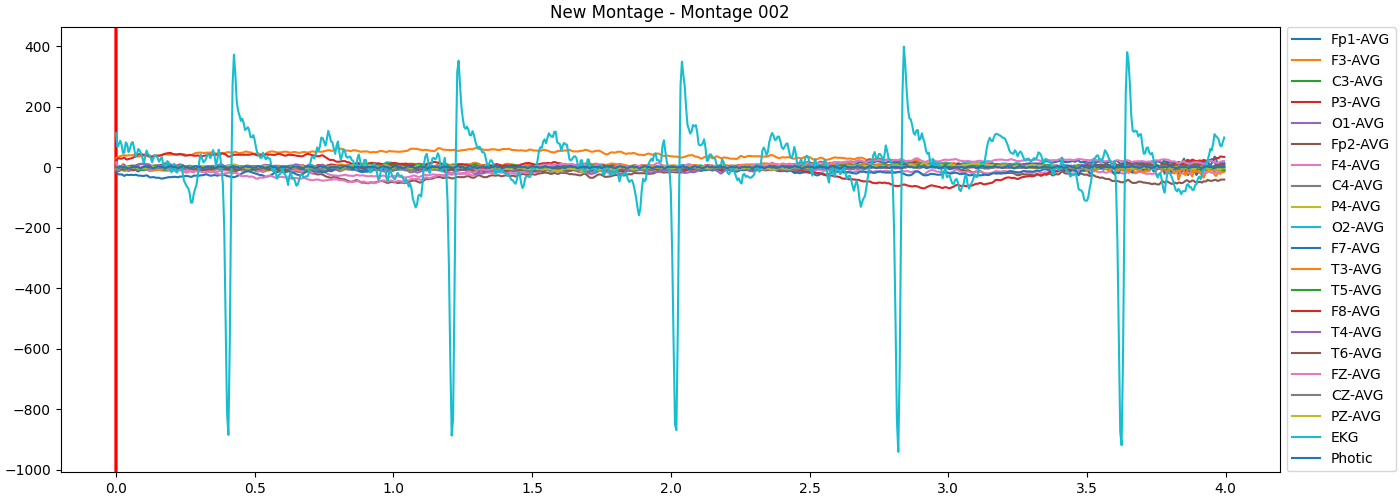 New Montage - Montage 002
400
200
0
−200
−400
−600
−800
−1000
0.0 0.5 1.0 1.5 2.0 2.5 3.0 3.5 4.0
Fp1-AVG
F3-AVG
C3-AVG
P3-AVG
O1-AVG
Fp2-AVG
F4-AVG
C4-AVG
P4-AVG
O2-AVG
F7-AVG
T3-AVG
T5-AVG
F8-AVG
T4-AVG
T6-AVG
FZ-AVG
CZ-AVG
PZ-AVG
EKG
Photic